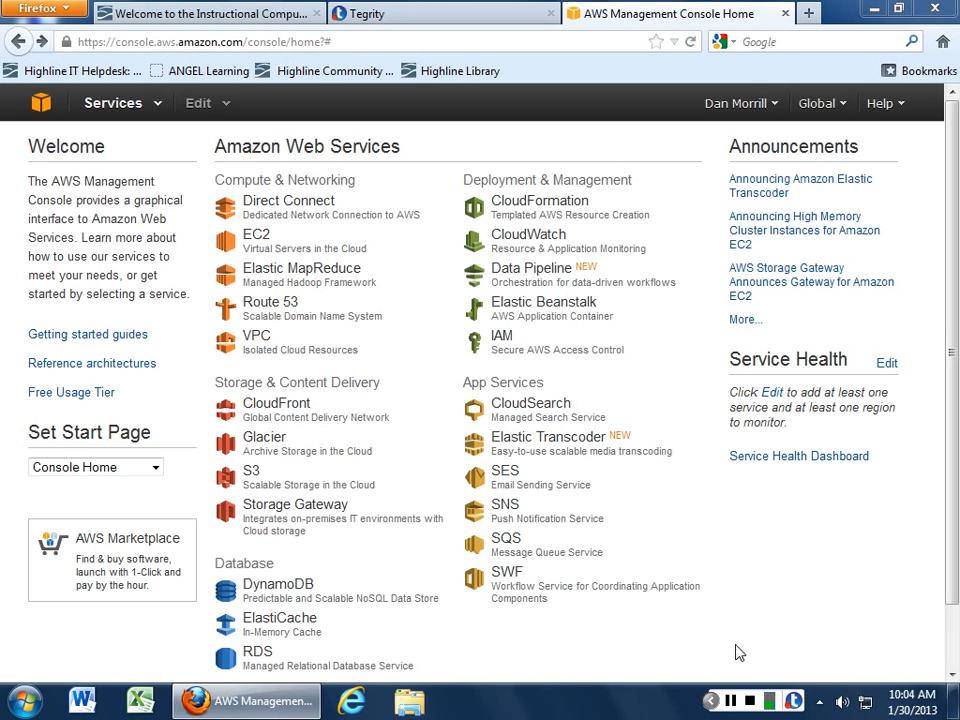 Firefox
Welcome to the Instructional Compu...
Tegrity
AWS Management Console Home
https://console.aws.amazon.com/console/home?#
Google
Highline IT Helpdesk: ...
ANGEL Learning
Highline Community ...
Highline Library
Bookmarks
Services
Edit
Dan Morrill
Global
Help
Welcome
The AWS Management
Console provides a graphical
interface to Amazon Web
Services. Learn more about
how to use our services to
meet your needs, or get
started by selecting a service.
Getting started guides
Reference architectures
Free Usage Tier
Set Start Page
Console Home
AWS Marketplace
Find & buy software,
launch with 1-Click and
pay by the hour.
Amazon Web Services
Compute & Networking
Direct Connect
Dedicated Network Connection to AWS
EC2
Virtual Servers in the Cloud
Elastic MapReduce
Managed Hadoop Framework
Route 53
Scalable Domain Name System
VPC
Isolated Cloud Resources
Storage & Content Delivery
CloudFront
Global Content Delivery Network
Glacier
Archive Storage in the Cloud
S3
Scalable Storage in the Cloud
Storage Gateway
Integrates on-premises IT environments with
Cloud storage
Database
DynamoDB
Predictable and Scalable NoSQL Data Store
ElastiCache
In-Memory Cache
RDS
Managed Relational Database Service
Deployment & Management
CloudFormation
Templated AWS Resource Creation
CloudWatch
Resource & Application Monitoring
Data Pipeline NEW
Orchestration for data-driven workflows
Elastic Beanstalk
AWS Application Container
IAM
Secure AWS Access Control
App Services
CloudSearch
Managed Search Service
Elastic Transcoder NEW
Easy-to-use scalable media transcoding
SES
Email Sending Service
SNS
Push Notification Service
SQS
Message Queue Service
SWF
Workflow Service for Coordinating Application
Components
Announcements
Announcing Amazon Elastic
Transcoder
Announcing High Memory
Cluster Instances for Amazon
EC2
AWS Storage Gateway
Announces Gateway for Amazon
EC2
More...
Service Health
Edit
Click Edit to add at least one
service and at least one region
to monitor.
Service Health Dashboard
AWS Managemen...
10:04 AM
1/30/2013